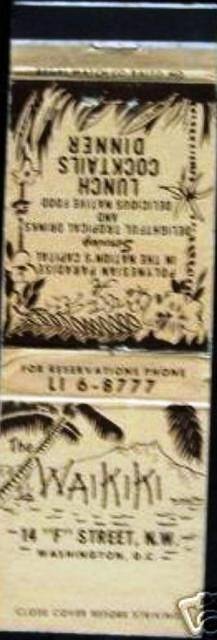 POLYNESIAN PARADISE
IN THE NATION'S CAPITAL
Serving
DELIGHTFUL TROPICAL DRINKS
AND
DELICIOUS NATIVE FOOD
LUNCH
COCKTAILS
DINNER
FOR RESERVATIONS PHONE
LI 6-8777
The
WAIKIKI
14 "F" STREET, N.W.
WASHINGTON, D.C.
CLOSE COVER BEFORE STRIKING